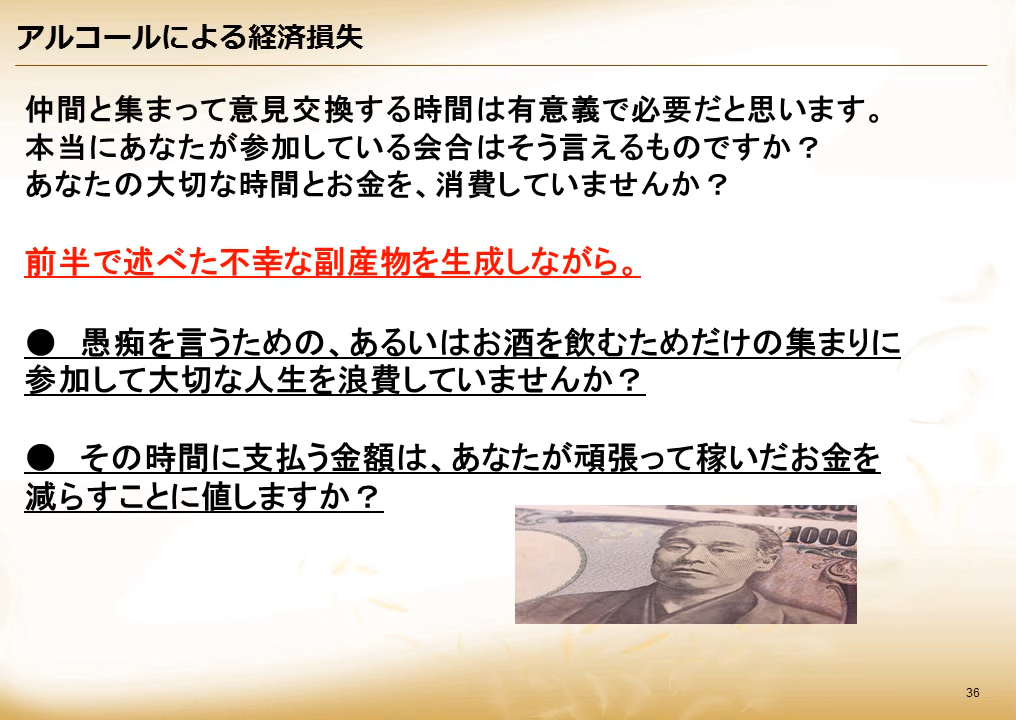 アルコールによる経済損失
仲間と集まって意見交換する時間は有意義で必要だと思います。
本当にあなたが参加している会合はそう言えるものですか？
あなたの大切な時間とお金を、消費していませんか？
前半で述べた不幸な副産物を生成しながら。
●　愚痴を言うための、あるいはお酒を飲むためだけの集まりに
参加して大切な人生を浪費していませんか？
●　その時間に支払う金額は、あなたが頑張って稼いだお金を
減らすことに値しますか？
36